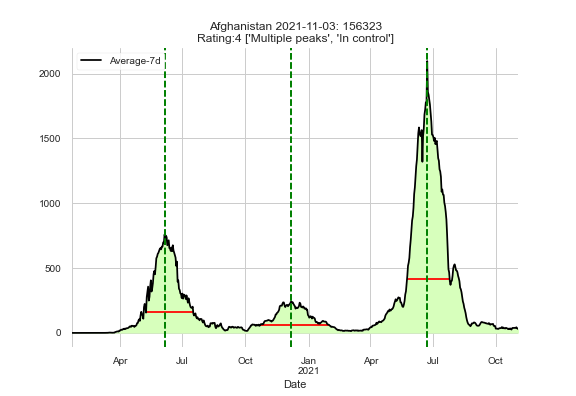 Afghanistan 2021-11-03: 156323
Rating:4 ['Multiple peaks', 'In control']
Average-7d
2000
1500
1000
500
0
Apr Jul Oct Jan Apr Jul Oct
2021
Date